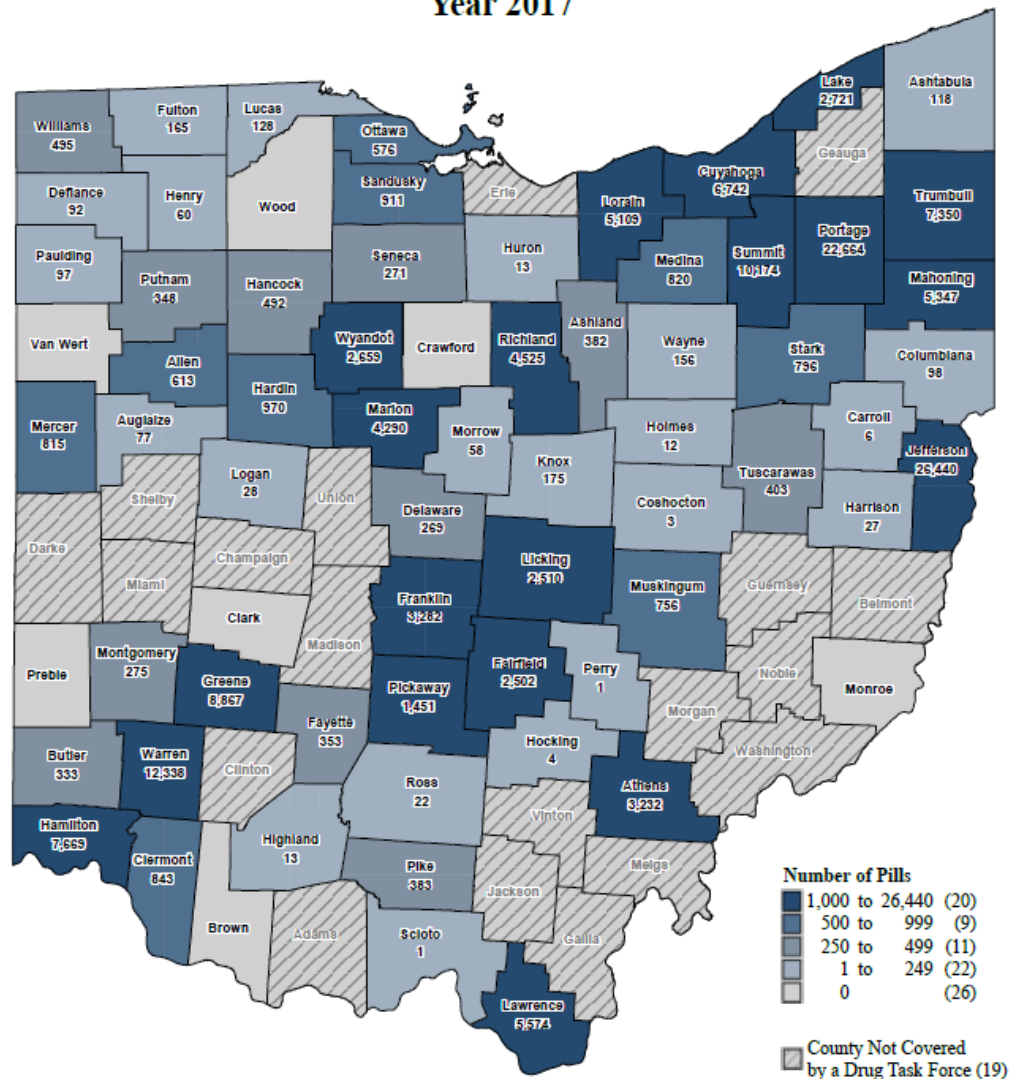 Year 2017
Lake
2,721
Ashtabula
118
Fulton
165
Lucas
128
Williams
495
Ottawa
576
Geauga
Cuyahoga
6,742
Sandusky
911
Erie
Defiance
92
Henry
60
Wood
Lorain
5,109
Trumbull
7,350
Portage
22,664
Paulding
97
Seneca
271
Huron
13
Medina
820
Summit
10,174
Putnam
348
Hancock
492
Mahoning
5,347
Van Wert
Wyandot
2,659
Crawford
Richland
4,525
Ashland
382
Wayne
156
Stark
796
Columbiana
98
Allen
613
Hardin
970
Mercer
815
Auglaize
77
Marion
4,290
Morrow
58
Holmes
12
Carroll
6
Jefferson
26,440
Logan
28
Knox
175
Tuscarawas
403
Shelby
Union
Delaware
269
Coshocton
3
Harrison
27
Darke
Champaign
Miami
Licking
2,510
Muskingum
756
Guernsey
Belmont
Franklin
3,282
Clark
Madison
Preble
Montgomery
275
Greene
8,867
Pickaway
1,451
Fairfield
2,502
Perry
1
Noble
Monroe
Fayette
353
Morgan
Washington
Butler
333
Warren
12,338
Clinton
Hocking
4
Athens
3,232
Ross
22
Vinton
Hamilton
7,669
Clermont
843
Highland
13
Pike
383
Meigs
Jackson
Brown
Adams
Scioto
1
Gallia
Lawrence
5,574
Number of Pills
1,000 to 26,440 (20)
500 to 999 (9)
250 to 499 (11)
1 to 249 (22)
0 (26)
County Not Covered
by a Drug Task Force (19)